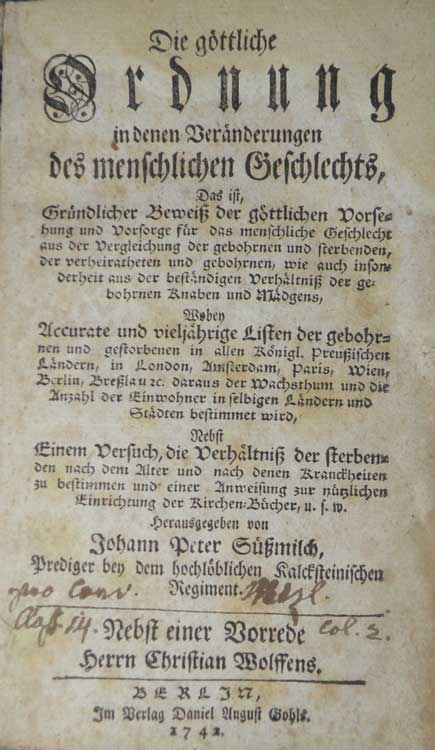 Die göttliche
Ordnung
in denen Veränderungen
des menschlichen Geschlechts,
Das ist,
Gründlicher Beweiß der göttlichen Vorse-
hung und Vorsorge für das menschliche Geschlecht
aus der Vergleichung der gebohrnen und sterbenden,
der verheiratheten und gebohrnen, wie auch inson-
derheit aus der beständigen Verhältniß der ge-
bohrnen Knaben und Mädgens,
Wobey
Accurate und vieljährige Listen der gebohr-
nen und gestorbenen in allen Königl. Preußischen
Ländern, in London, Amsterdam, Paris, Wien,
Berlin, Breßlau ꝛc. daraus der Wachsthum und die
Anzahl der Einwohner in selbigen Ländern und
Städten bestimmet wird,
Nebst
Einem Versuch, die Verhältniß der sterben-
den nach dem Alter und nach denen Kranckheiten
zu bestimmen und einer Anweisung zur nützlichen
Einrichtung der Kirchen-Bücher, u. s. w.
Herausgegeben von
Johann Peter Süßmilch,
Prediger bey dem hochlöblichen Kalcksteinischen
Regiment.
Nebst einer Vorrede Col. 2.
Herrn Christian Wolffens.
BERLIN,
Im Verlag Daniel August Gohls.
1741.